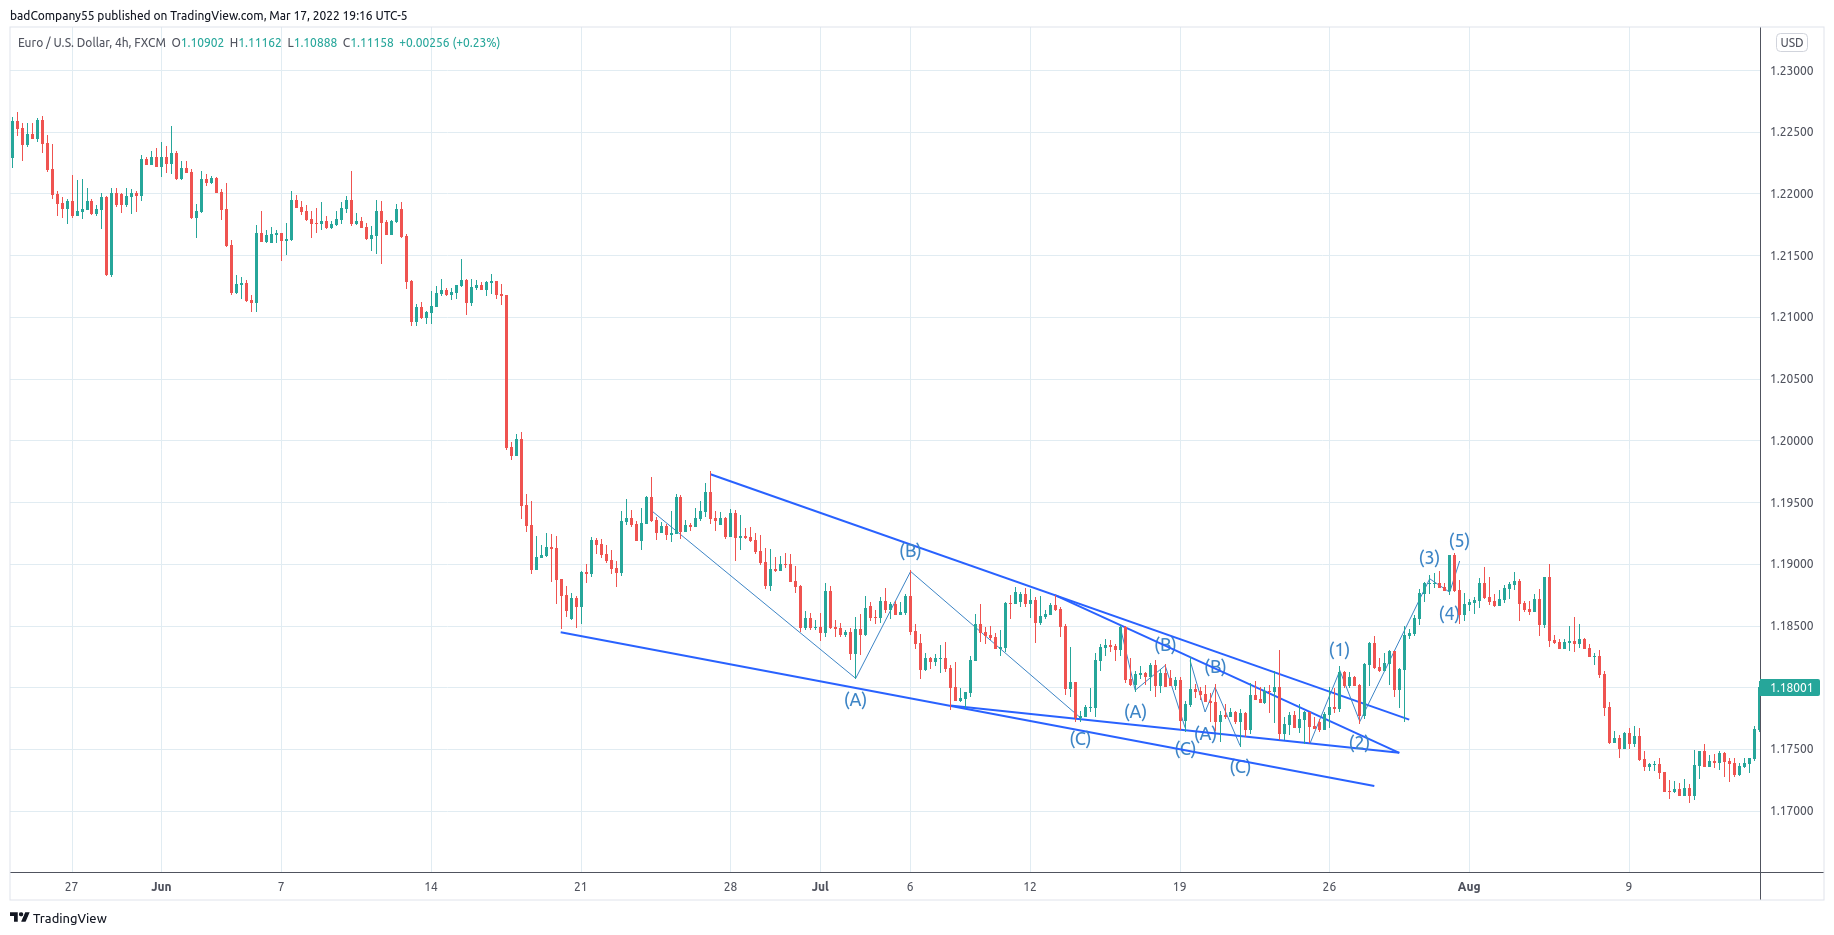 badCompany55 published on TradingView.com, Mar 17, 2022 19:16 UTC-5
Euro / U.S. Dollar, 4h, FXCM O1.10902 H1.11162 L1.10888 C1.11158 +0.00256 (+0.23%)
USD
1.23000
1.22500
1.22000
1.21500
1.21000
1.20500
1.20000
1.19500
1.19000
1.18500
1.18001
1.17500
1.17000
(5)
(B)
(3)
(4)
(B)
(1)
(B)
(A)
(A)
(C)
(A)
(C)
(2)
(C)
27 Jun 7 14 21 28 Jul 6 12 19 26 Aug 9
TradingView